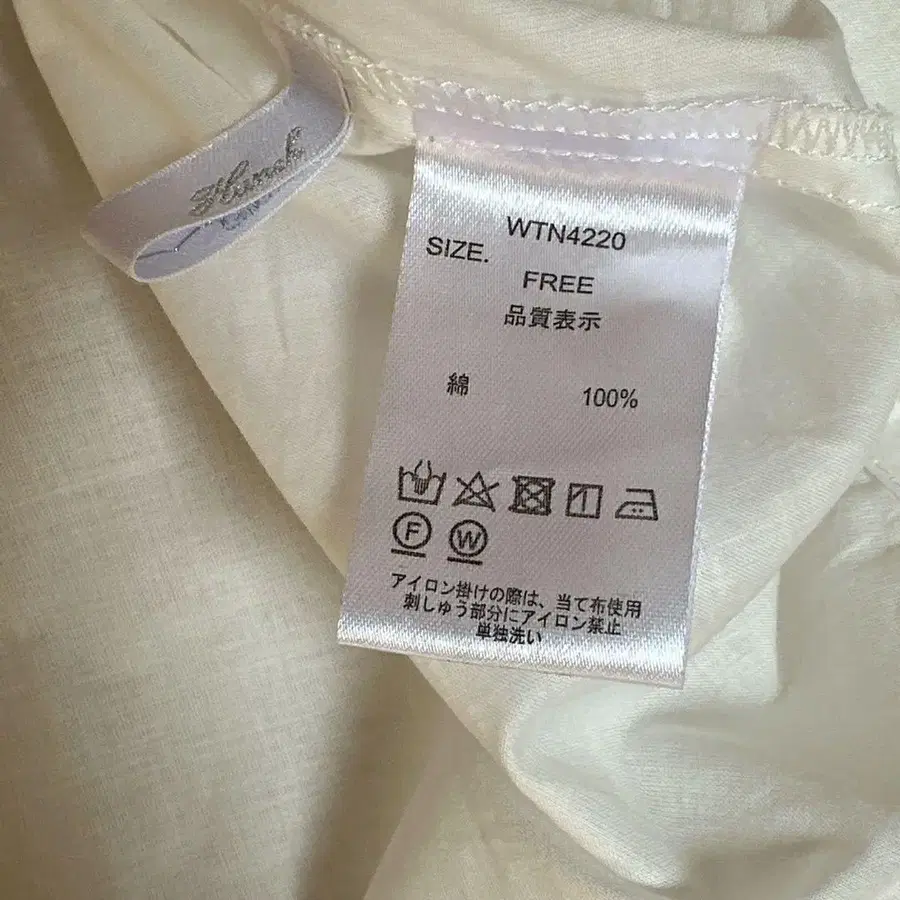 WTN4220
SIZE.
FREE
品質表示
綿 100%
F W
アイロン掛けの際は、当て布使用
刺しゅう部分にアイロン禁止
単独洗い